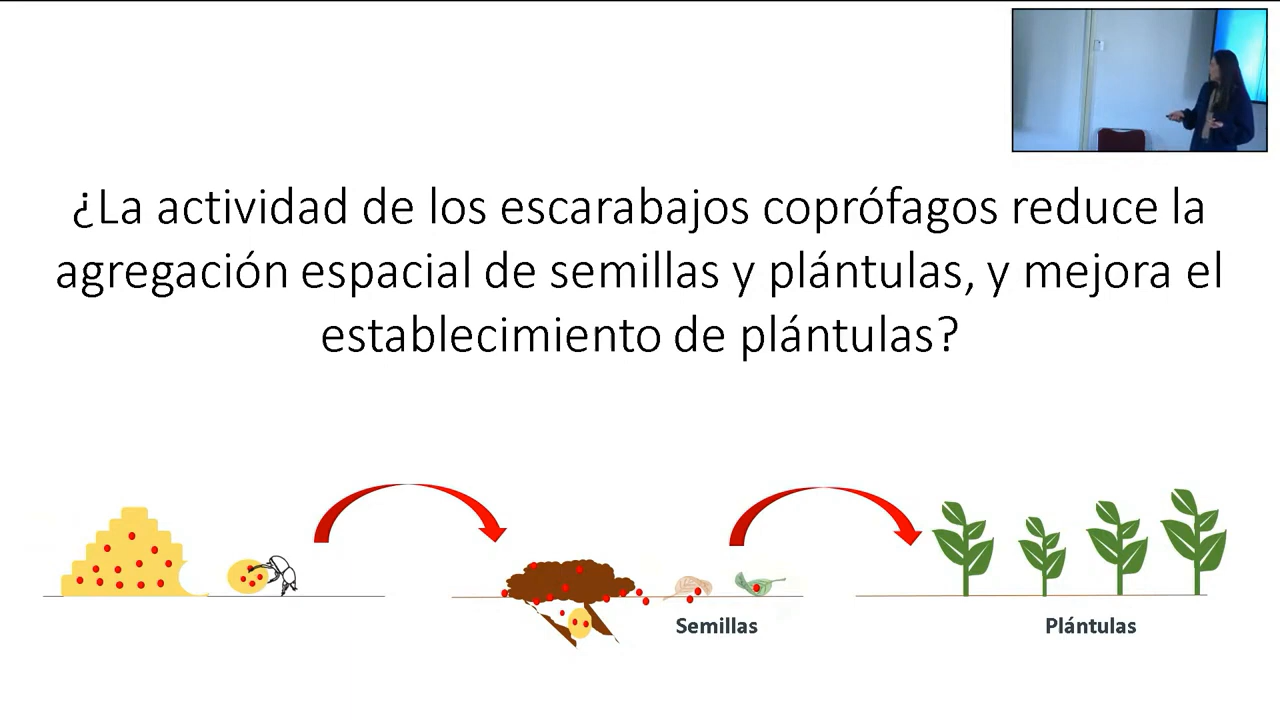 ¿La actividad de los escarabajos coprófagos reduce la
agregación espacial de semillas y plántulas, y mejora el
establecimiento de plántulas?
Semillas
Plántulas